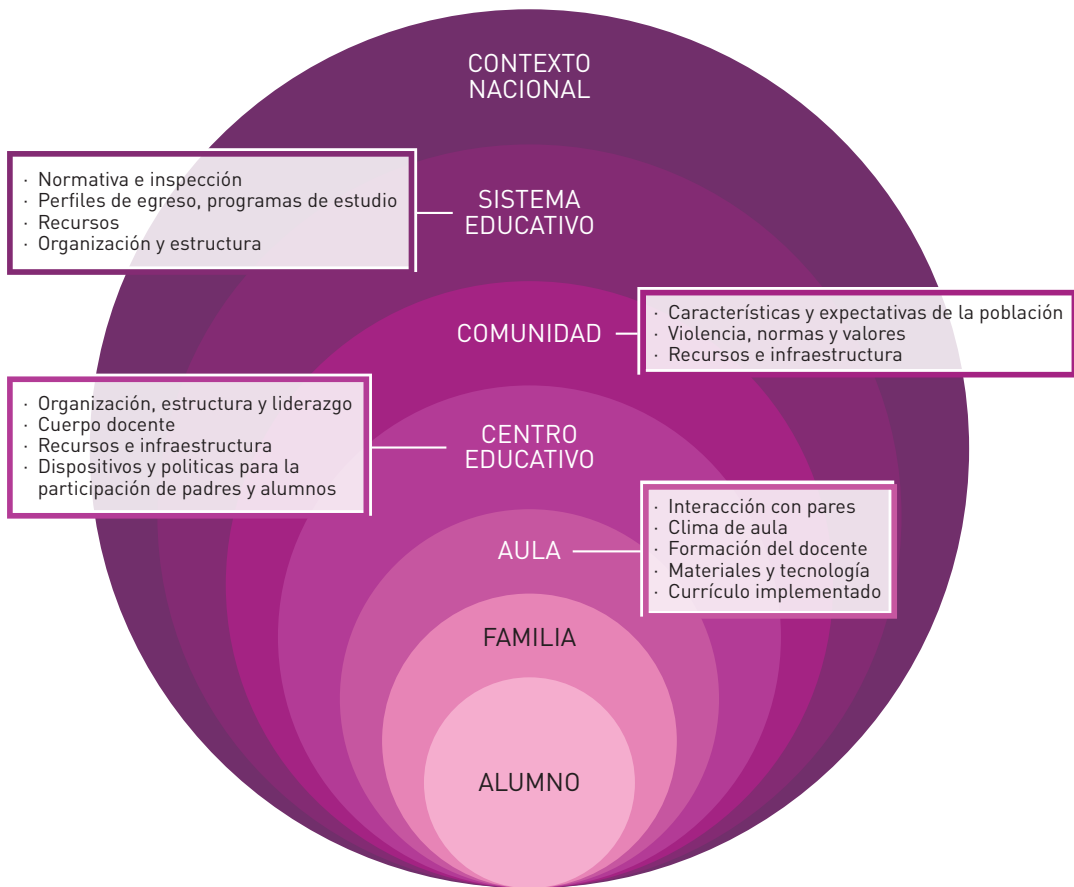 CONTEXTO
NACIONAL
· Normativa e inspección
· Perfiles de egreso, programas de estudio
· Recursos
· Organización y estructura
SISTEMA
EDUCATIVO
COMUNIDAD
· Características y expectativas de la población
· Violencia, normas y valores
· Recursos e infraestructura
· Organización, estructura y liderazgo
· Cuerpo docente
· Recursos e infraestructura
· Dispositivos y politicas para la
participación de padres y alumnos
CENTRO
EDUCATIVO
AULA
· Interacción con pares
· Clima de aula
· Formación del docente
· Materiales y tecnología
· Currículo implementado
FAMILIA
ALUMNO